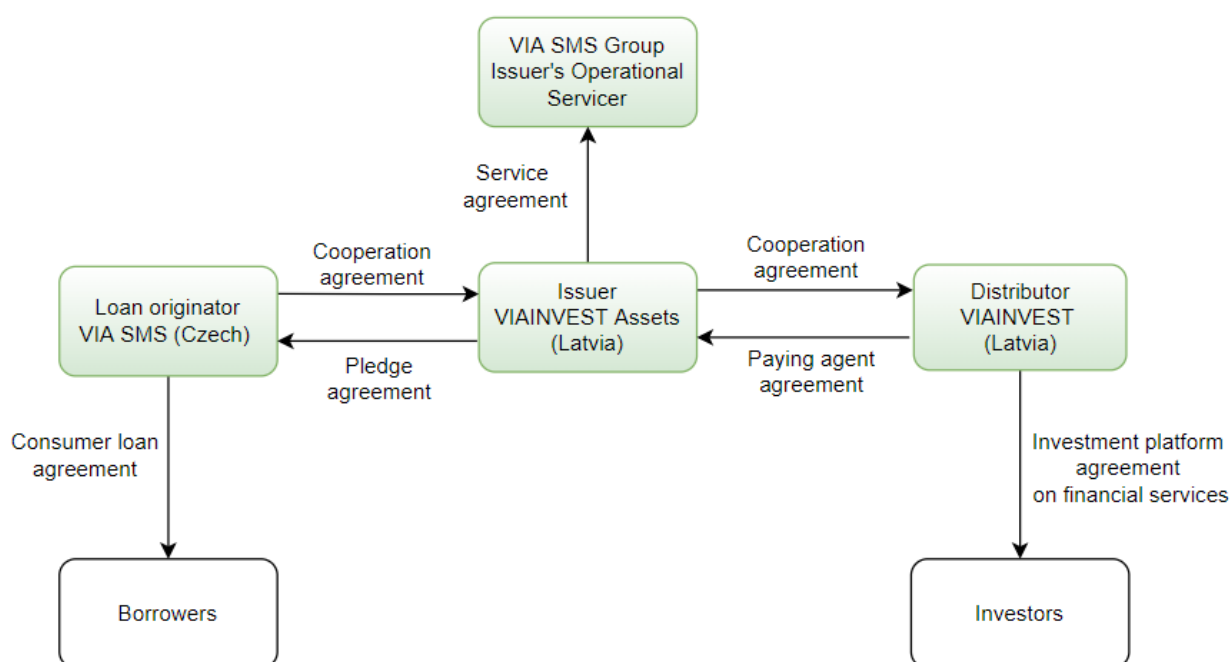 VIA SMS Group
Issuer's Operational
Servicer
Service
agreement
Cooperation
agreement
Cooperation
agreement
Loan originator
VIA SMS (Czech)
Issuer
VIAINVEST Assets
(Latvia)
Distributor
VIAINVEST
(Latvia)
Pledge
agreement
Paying agent
agreement
Consumer loan
agreement
Investment platform
agreement
on financial services
Borrowers
Investors